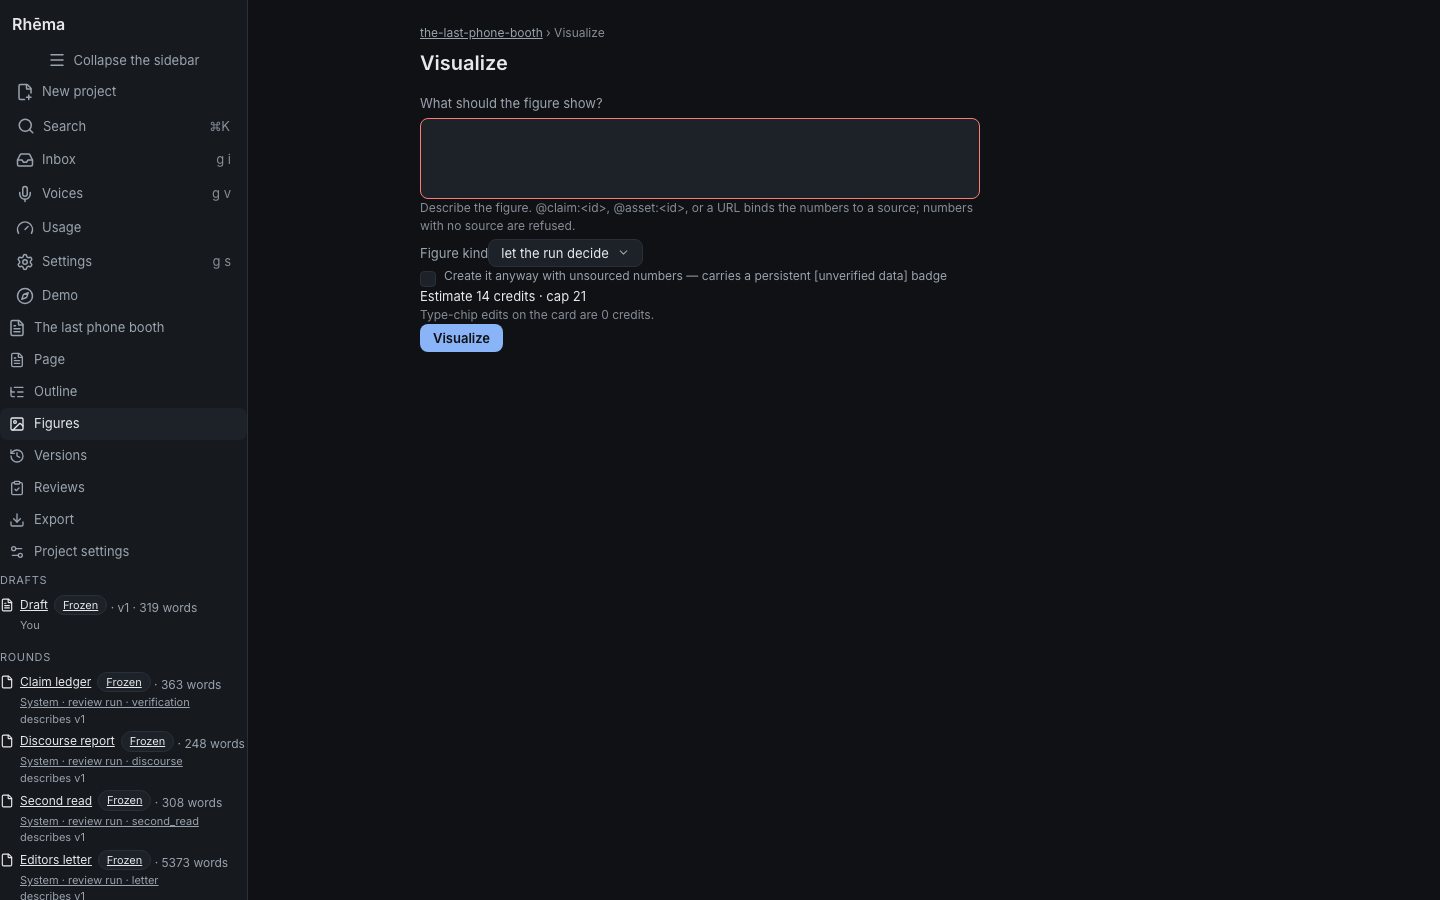 Rhēma
Collapse the sidebar
New project
Search ⌘K
Inbox g i
Voices g v
Usage
Settings g s
Demo
The last phone booth
Page
Outline
Figures
Versions
Reviews
Export
Project settings
DRAFTS
Draft Frozen · v1 · 319 words
You
ROUNDS
Claim ledger Frozen · 363 words
System · review run · verification
describes v1
Discourse report Frozen · 248 words
System · review run · discourse
describes v1
Second read Frozen · 308 words
System · review run · second_read
describes v1
Editors letter Frozen · 5373 words
System · review run · letter
describes v1
the-last-phone-booth › Visualize
Visualize
What should the figure show?
Describe the figure. @claim:<id>, @asset:<id>, or a URL binds the numbers to a source; numbers
with no source are refused.
Figure kind let the run decide
Create it anyway with unsourced numbers — carries a persistent [unverified data] badge
Estimate 14 credits · cap 21
Type-chip edits on the card are 0 credits.
Visualize